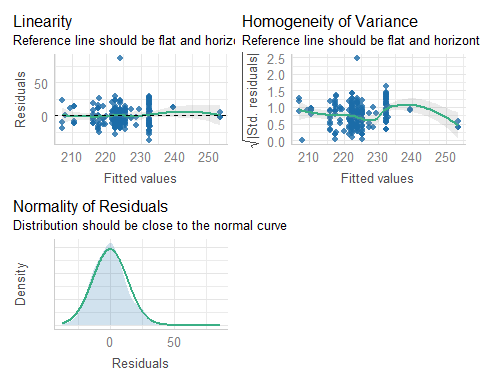 Linearity
Reference line should be flat and horizo
Residuals
50
0
210 220 230 240 250
Fitted values
Homogeneity of Variance
Reference line should be flat and horizont
√|Std. residuals|
2.5
2.0
1.5
1.0
0.5
0.0
210 220 230 240 250
Fitted values
Normality of Residuals
Distribution should be close to the normal curve
Density
0 50
Residuals